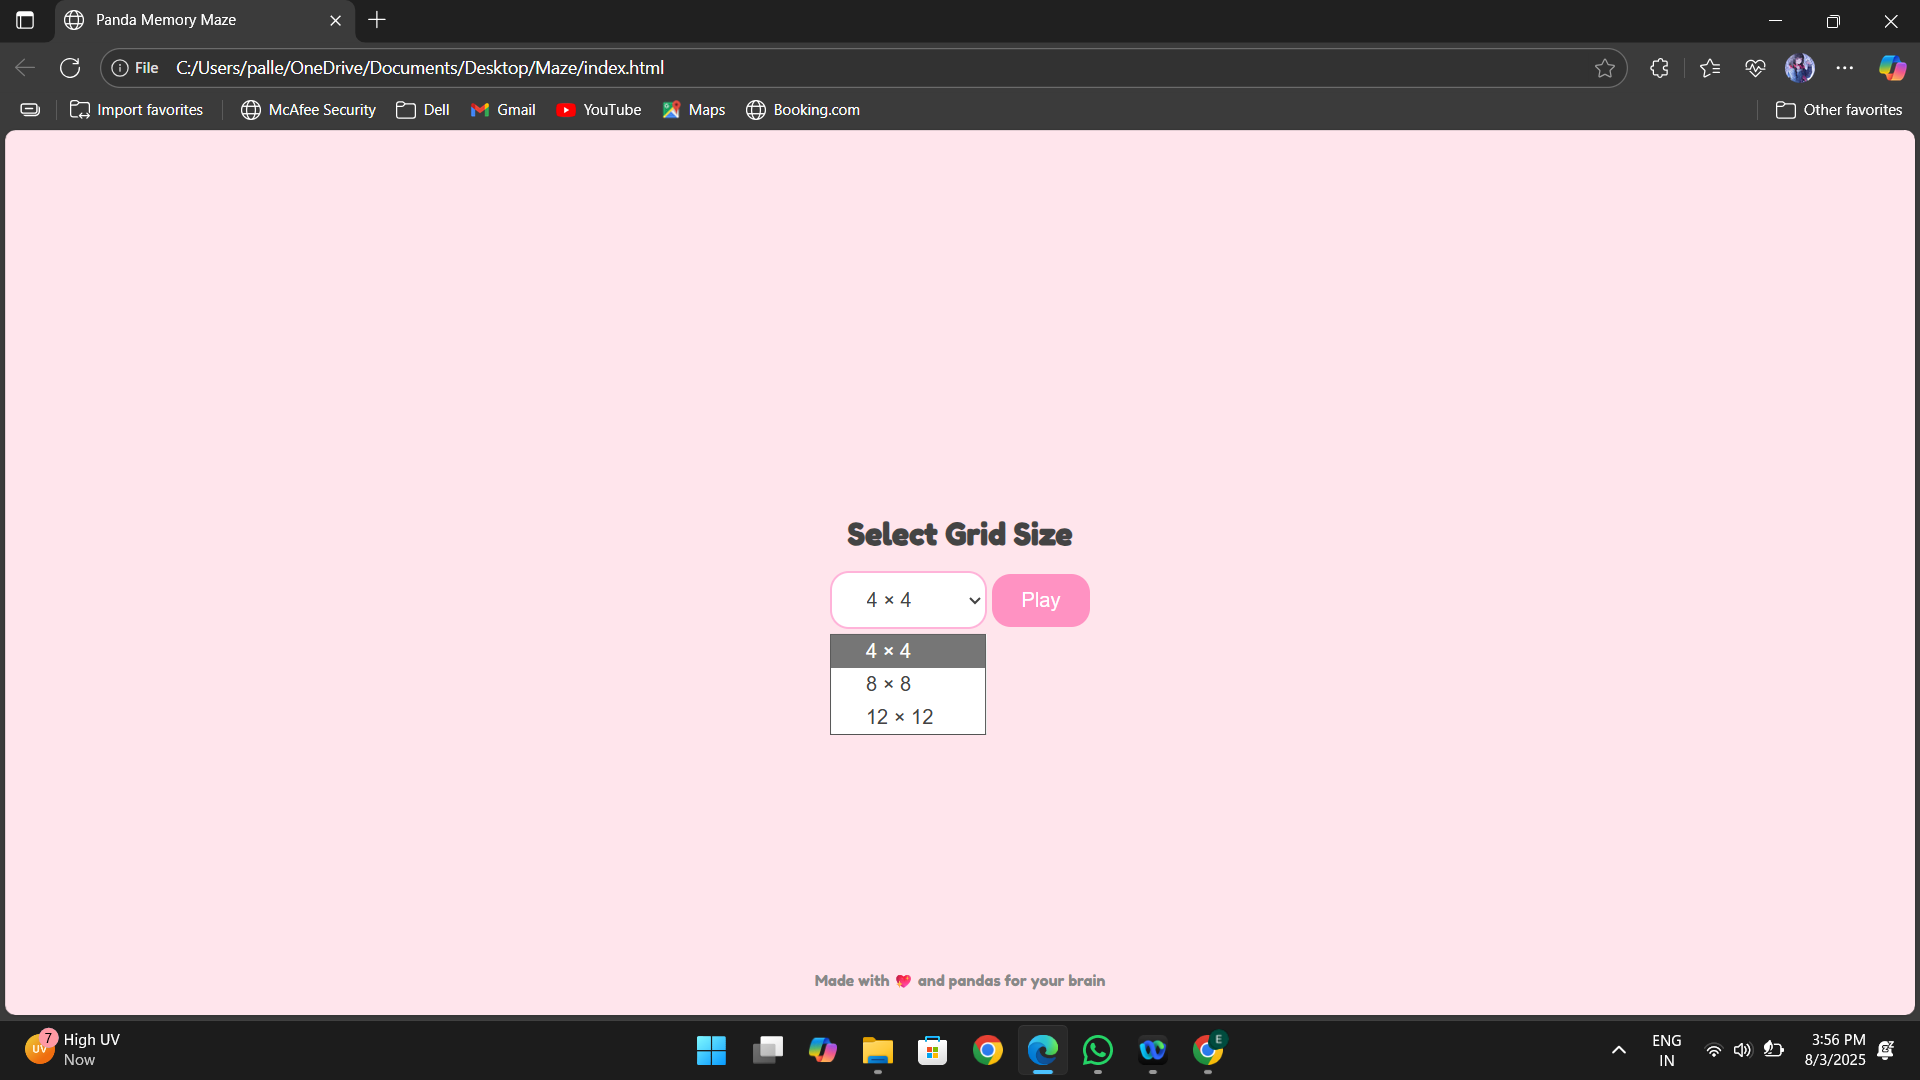 Panda Memory Maze
File C:/Users/palle/OneDrive/Documents/Desktop/Maze/index.html
Import favorites McAfee Security Dell Gmail YouTube Maps Booking.com Other favorites
Select Grid Size
4 × 4 Play
4 × 4
8 × 8
12 × 12
Made with 💖 and pandas for your brain
UV 7 High UV
Now
E
ENG
IN
3:56 PM
8/3/2025